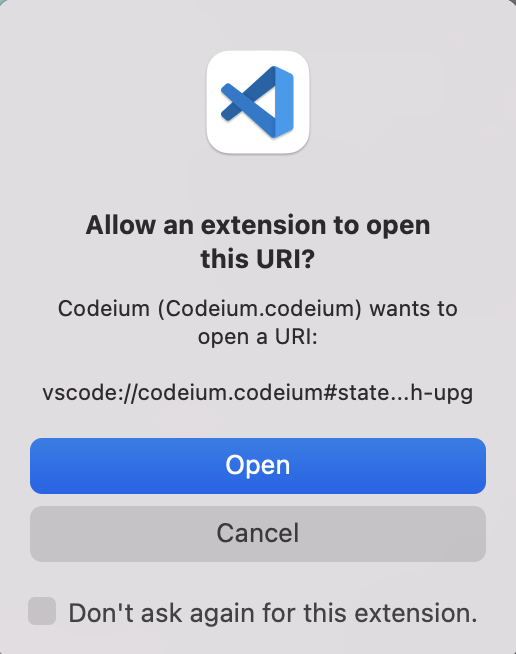 Allow an extension to open
this URI?
Codeium (Codeium.codeium) wants to
open a URI:
vscode://codeium.codeium#state...h-upg
Open
Cancel
Don't ask again for this extension.